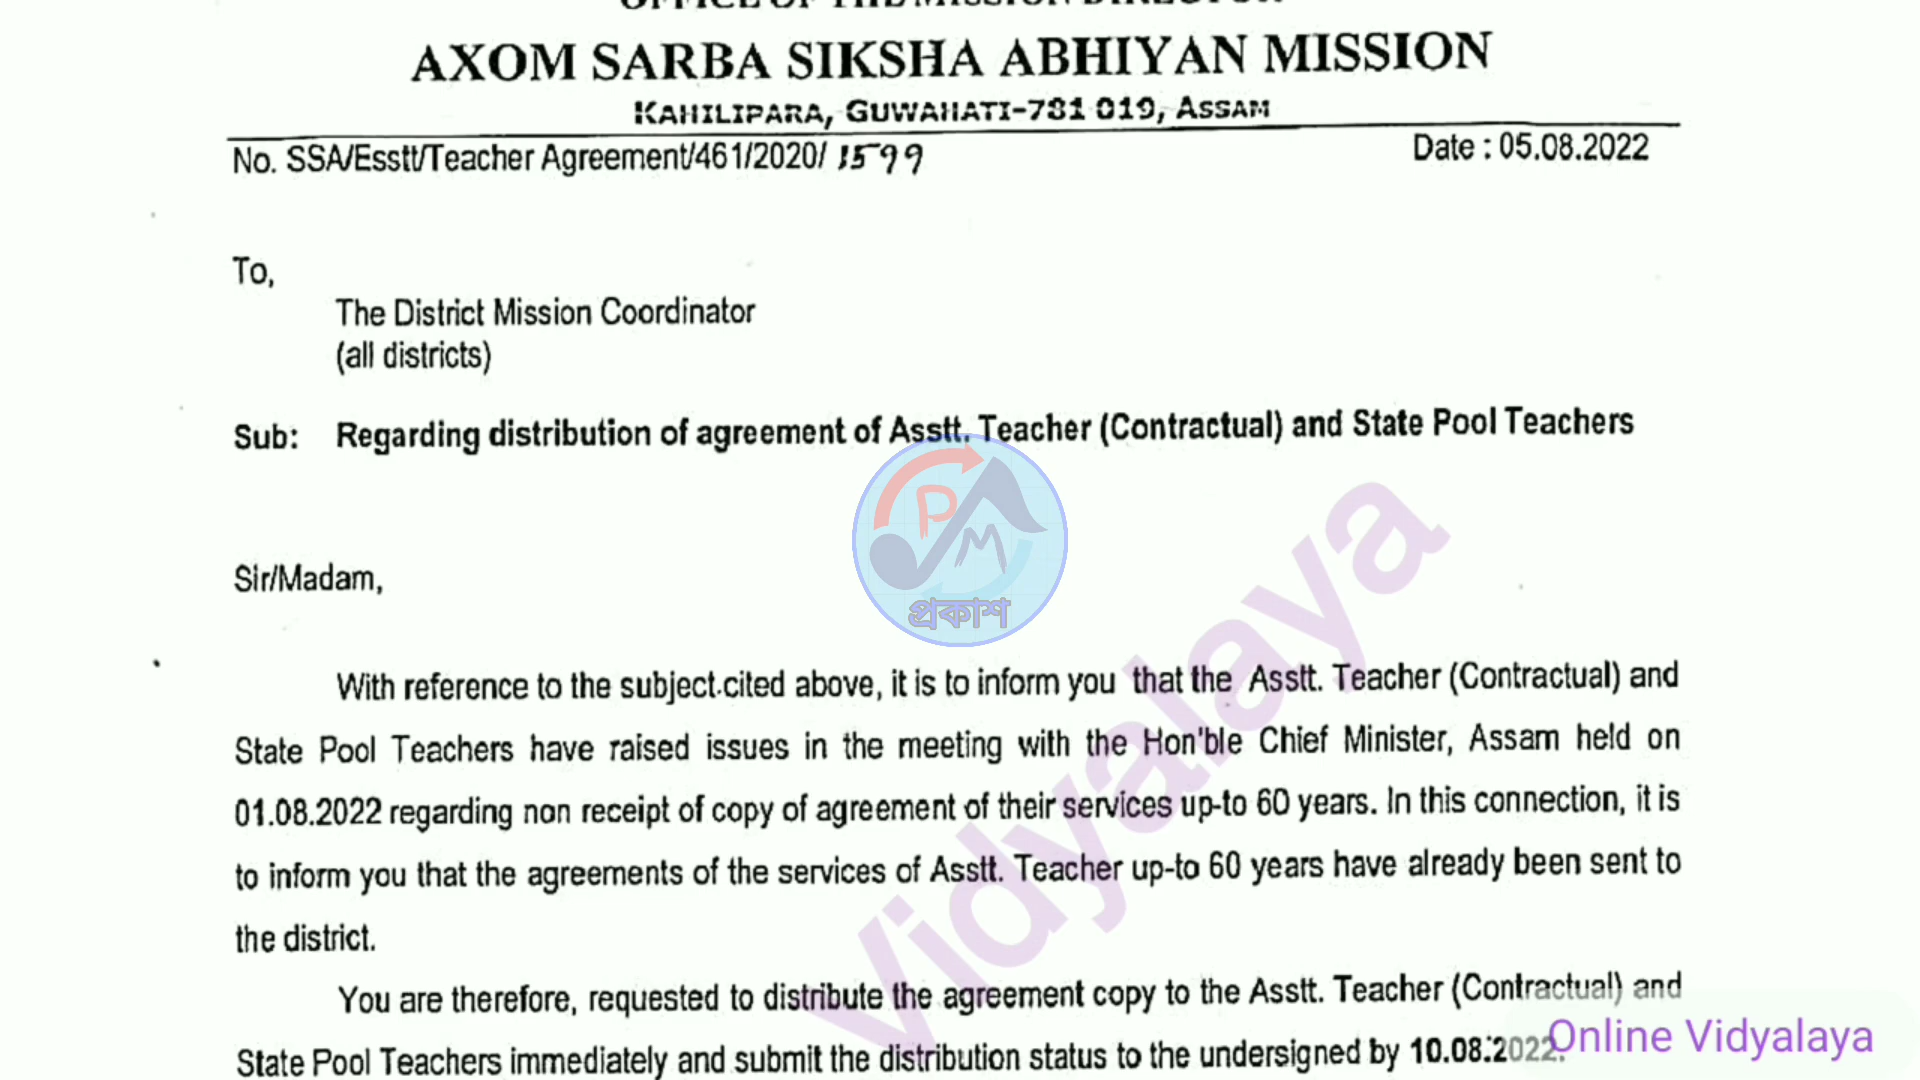 OFFICE OF THE MISSION DIRECTOR
AXOM SARBA SIKSHA ABHIYAN MISSION
KAHILIPARA, GUWAHATI-781 019, ASSAM
No. SSA/Esstt/Teacher Agreement/461/2020/ 1599
Date : 05.08.2022
To,
The District Mission Coordinator
(all districts)
Sub: Regarding distribution of agreement of Asstt. Teacher (Contractual) and State Pool Teachers
P
M
প্রকাশ
Sir/Madam,
With reference to the subject cited above, it is to inform you that the Asstt. Teacher (Contractual) and
State Pool Teachers have raised issues in the meeting with the Hon'ble Chief Minister, Assam held on
01.08.2022 regarding non receipt of copy of agreement of their services up-to 60 years. In this connection, it is
to inform you that the agreements of the services of Asstt. Teacher up-to 60 years have already been sent to
the district.
You are therefore, requested to distribute the agreement copy to the Asstt. Teacher (Contractual) and
State Pool Teachers immediately and submit the distribution status to the undersigned by 10.08.2022.
Vidyalaya
Online Vidyalaya